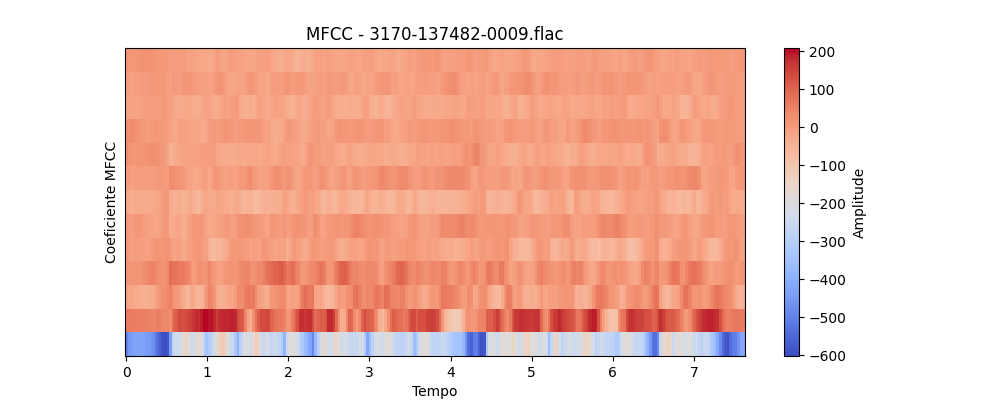 MFCC - 3170-137482-0009.flac
Coeficiente MFCC
0 1 2 3 4 5 6 7
Tempo
200
100
0
−100
−200
−300
−400
−500
−600
Amplitude